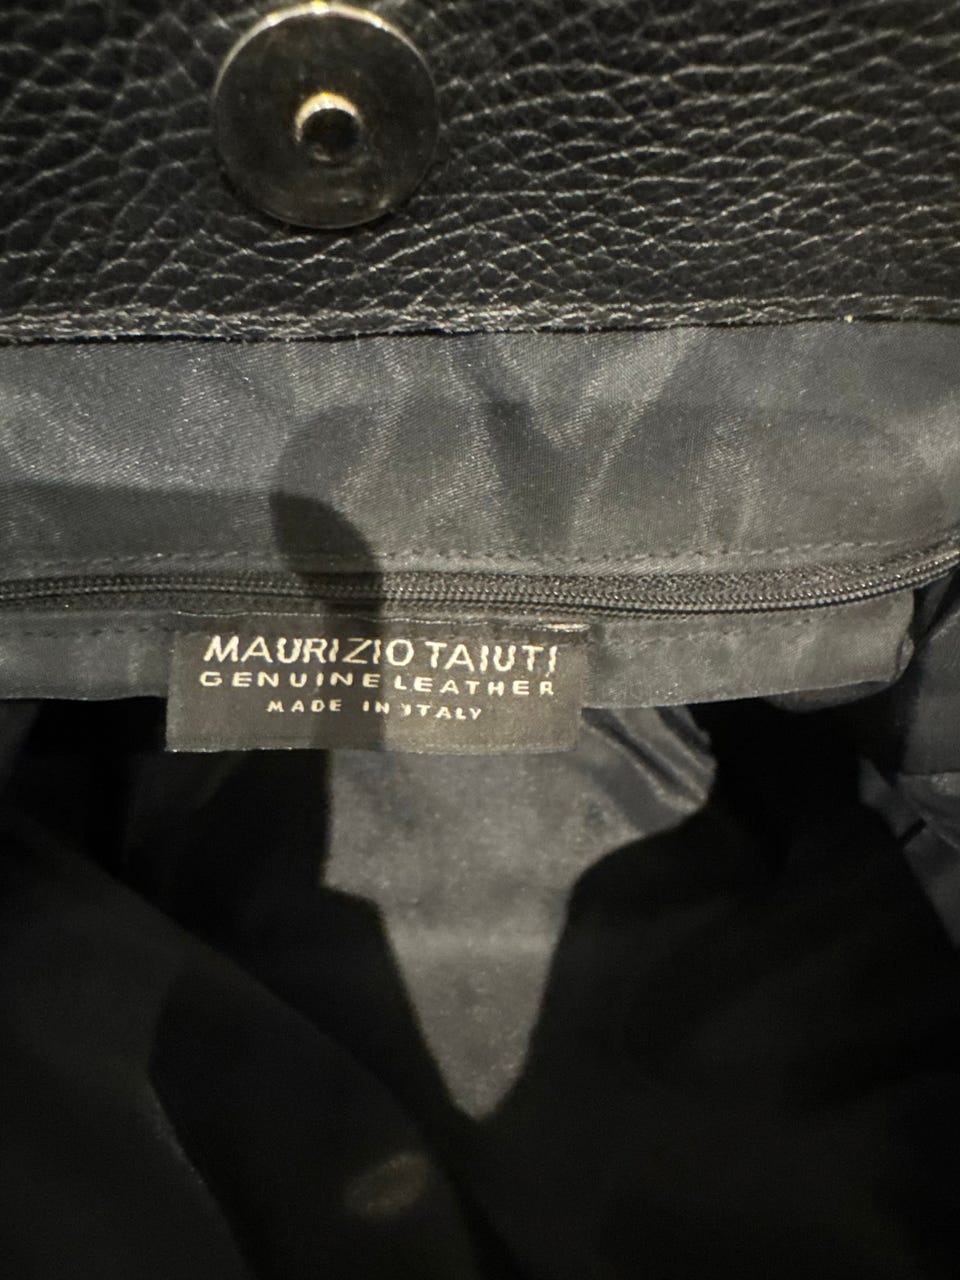 MAURIZIO TAIUTI
GENUINE LEATHER
MADE IN ITALY